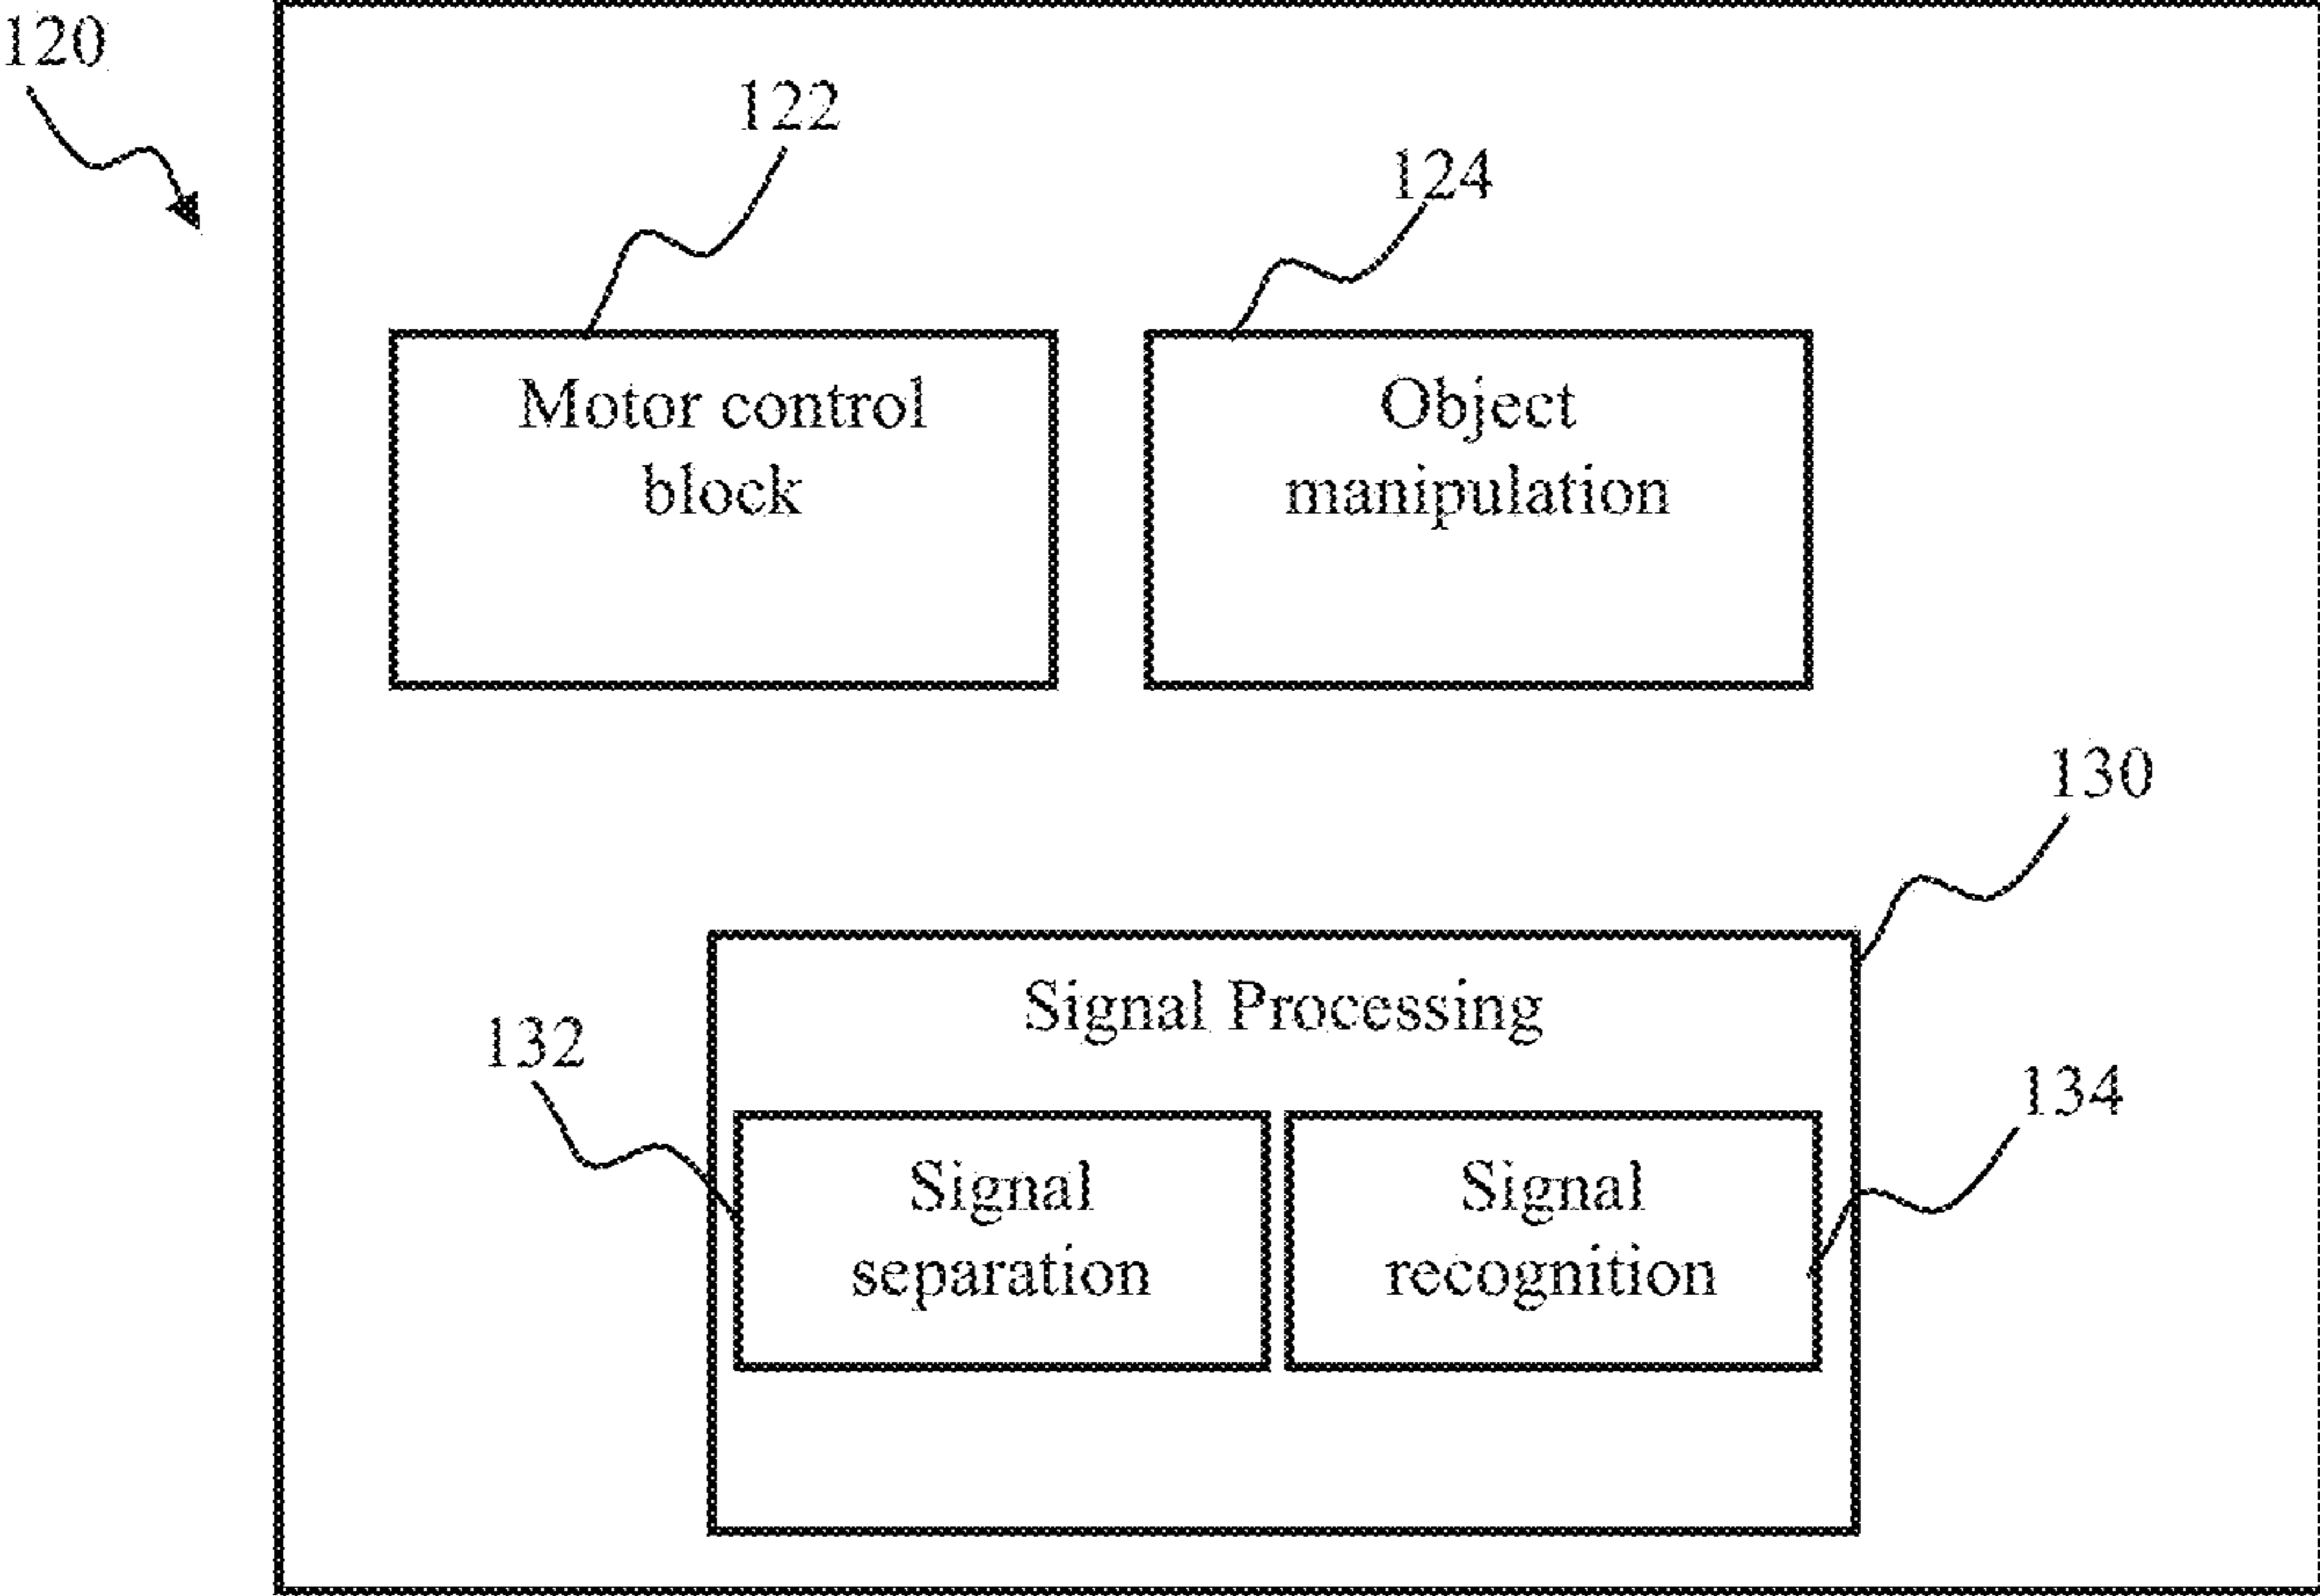 120
122
124
Motor control
block
Object
manipulation
130
Signal Processing
132
134
Signal
separation
Signal
recognition